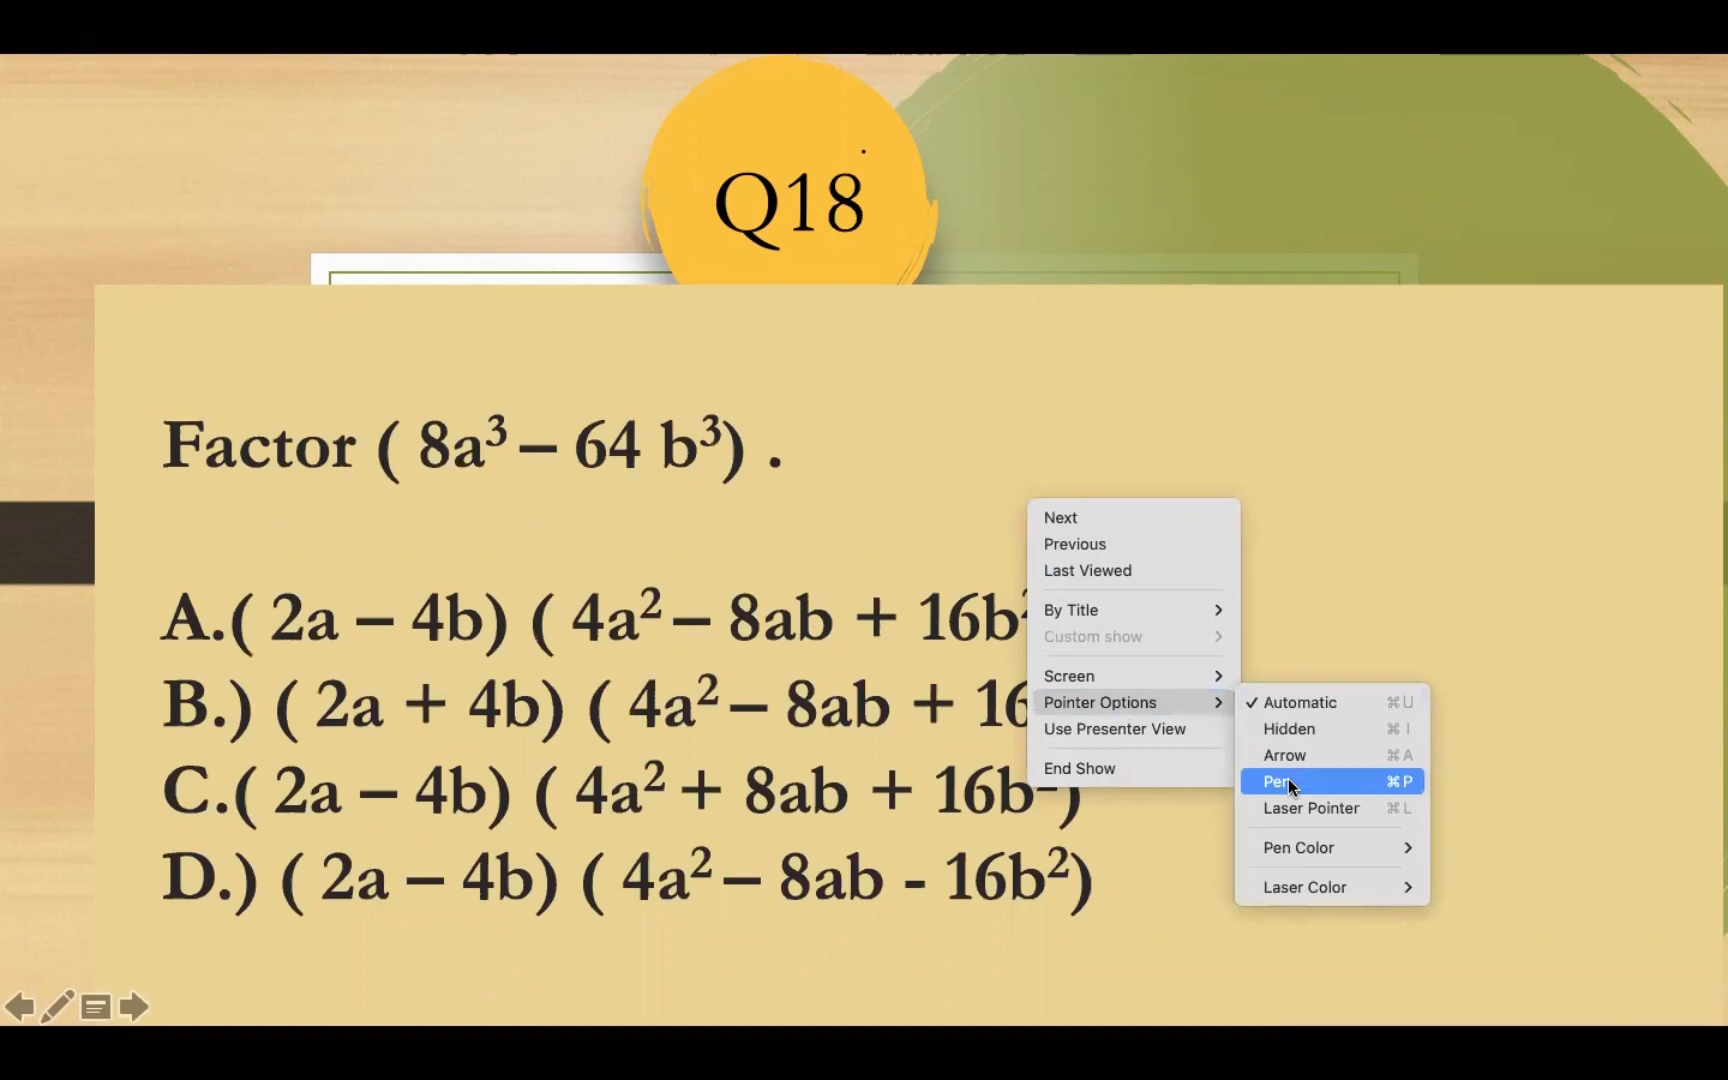 Q18
Factor ( 8a³ – 64 b³) .
A.( 2a – 4b) ( 4a² – 8ab + 16b²
B.) ( 2a + 4b) ( 4a² – 8ab + 16
C.( 2a – 4b) ( 4a² + 8ab + 16b²)
D.) ( 2a – 4b) ( 4a² – 8ab - 16b²)
Next
Previous
Last Viewed
By Title
Custom show
Screen
Pointer Options
Use Presenter View
End Show
Automatic ⌘U
Hidden ⌘I
Arrow ⌘A
Pen ⌘P
Laser Pointer ⌘L
Pen Color
Laser Color